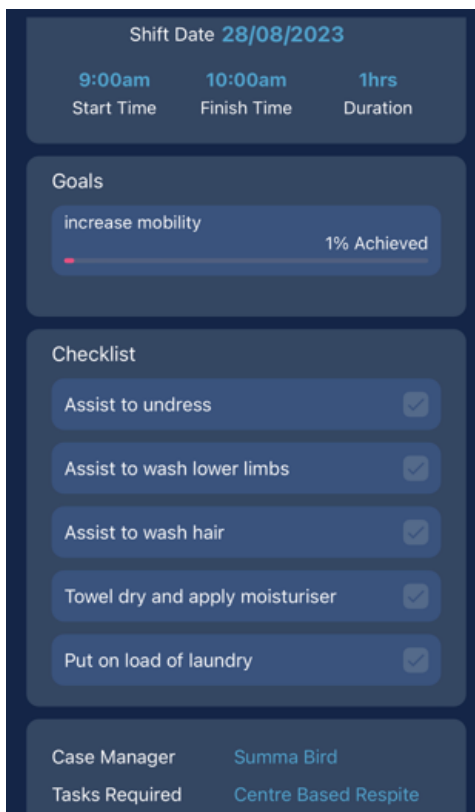 Shift Date 28/08/2023
9:00am 10:00am 1hrs
Start Time Finish Time Duration
Goals
increase mobility
1% Achieved
Checklist
Assist to undress
Assist to wash lower limbs
Assist to wash hair
Towel dry and apply moisturiser
Put on load of laundry
Case Manager Summa Bird
Tasks Required Centre Based Respite